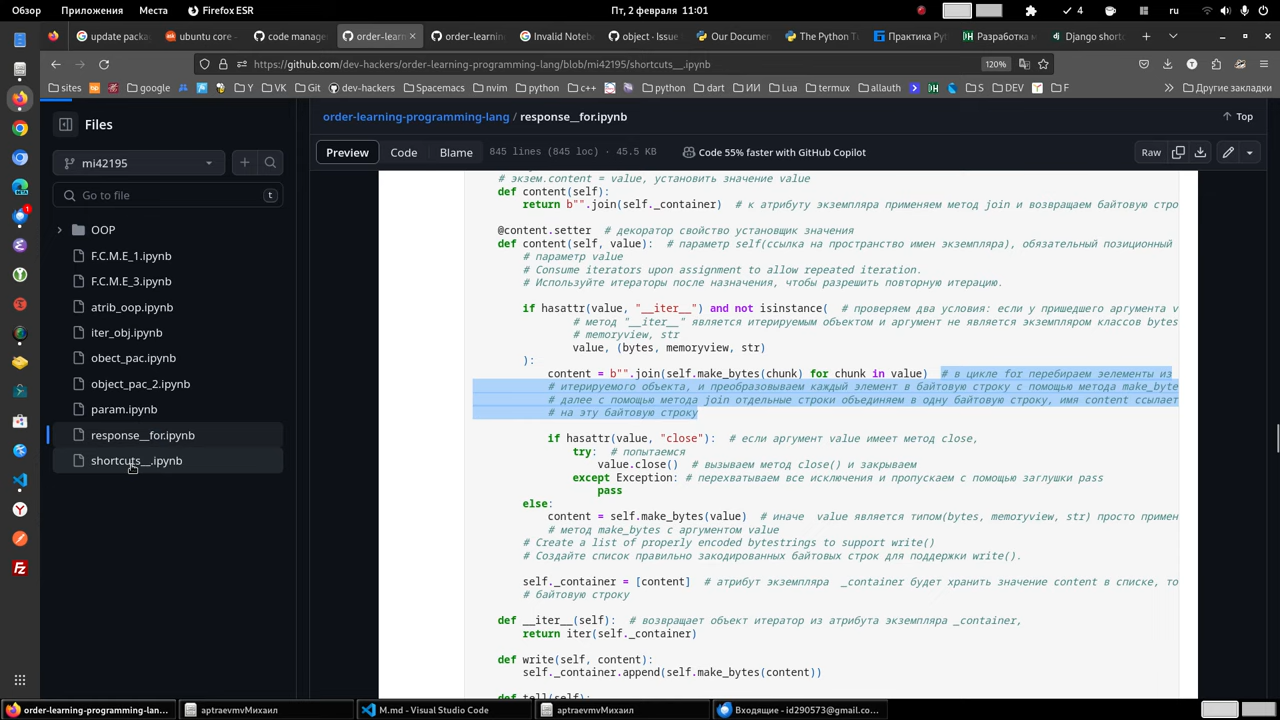 Обзор Приложения Места Firefox ESR Пт, 2 февраля 11:01 4 ru
update packa ubuntu core - code manage order-learn order-learning Invalid Noteb object · Issue Our Documen The Python T Практика Py Разработка Django short
https://github.com/dev-hackers/order-learning-programming-lang/blob/mi42195/shortcuts__.ipynb 120%
sites np google Y VK Git dev-hackers Spacemacs nvim python c++ python dart ИИ Lua termux allauth S DEV F Другие закладки
Files order-learning-programming-lang / response__for.ipynb Top
mi42195 Preview Code Blame 845 lines (845 loc) · 45.5 KB Code 55% faster with GitHub Copilot Raw
Go to file t
OOP
F.C.M.E_1.ipynb
F.C.M.E_3.ipynb
atrib_oop.ipynb
iter_obj.ipynb
obect_pac.ipynb
object_pac_2.ipynb
param.ipynb
response__for.ipynb
shortcuts__.ipynb
# экзем.content = value, установить значение value
def content(self):
return b"".join(self._container) # к атрибуту экземпляра применяем метод join и возвращаем байтовую стро
@content.setter # декоратор свойство установщик значения
def content(self, value): # параметр self(ссылка на пространство имен экземпляра), обязательный позиционный
# параметр value
# Consume iterators upon assignment to allow repeated iteration.
# Используйте итераторы после назначения, чтобы разрешить повторную итерацию.
if hasattr(value, "__iter__") and not isinstance( # проверяем два условия: если у пришедшего аргумента v
# метод "__iter__" является итерируемым объектом и аргумент не является экземпляром классов bytes
# memoryview, str
value, (bytes, memoryview, str)
):
content = b"".join(self.make_bytes(chunk) for chunk in value) # в цикле for перебираем эелементы из
# итерируемого объекта, и преобразовываем каждый элемент в байтовую строку с помощью метода make_byte
# далее с помощью метода join отдельные строки объединяем в одну байтовую строку, имя content ссылает
# на эту байтовую строку
if hasattr(value, "close"): # если аргумент value имеет метод close,
try: # попытаемся
value.close() # вызываем метод close() и закрываем
except Exception: # перехватываем все исключения и пропускаем с помощью заглушки pass
pass
else:
content = self.make_bytes(value) # иначе value является типом(bytes, memoryview, str) просто примен
# метод make_bytes с аргументом value
# Create a list of properly encoded bytestrings to support write()
# Создайте список правильно закодированных байтовых строк для поддержки write().
self._container = [content] # атрибут экземпляра _container будет хранить значение content в списке, то
# байтовую строку
def __iter__(self): # возвращает объект итератор из атрибута экземпляра _container,
return iter(self._container)
def write(self, content):
self._container.append(self.make_bytes(content))
def tell(self):
order-learning-programming-lan… aptraevmvМихаил M.md - Visual Studio Code aptraevmvМихаил Входящие - id290573@gmail.co…